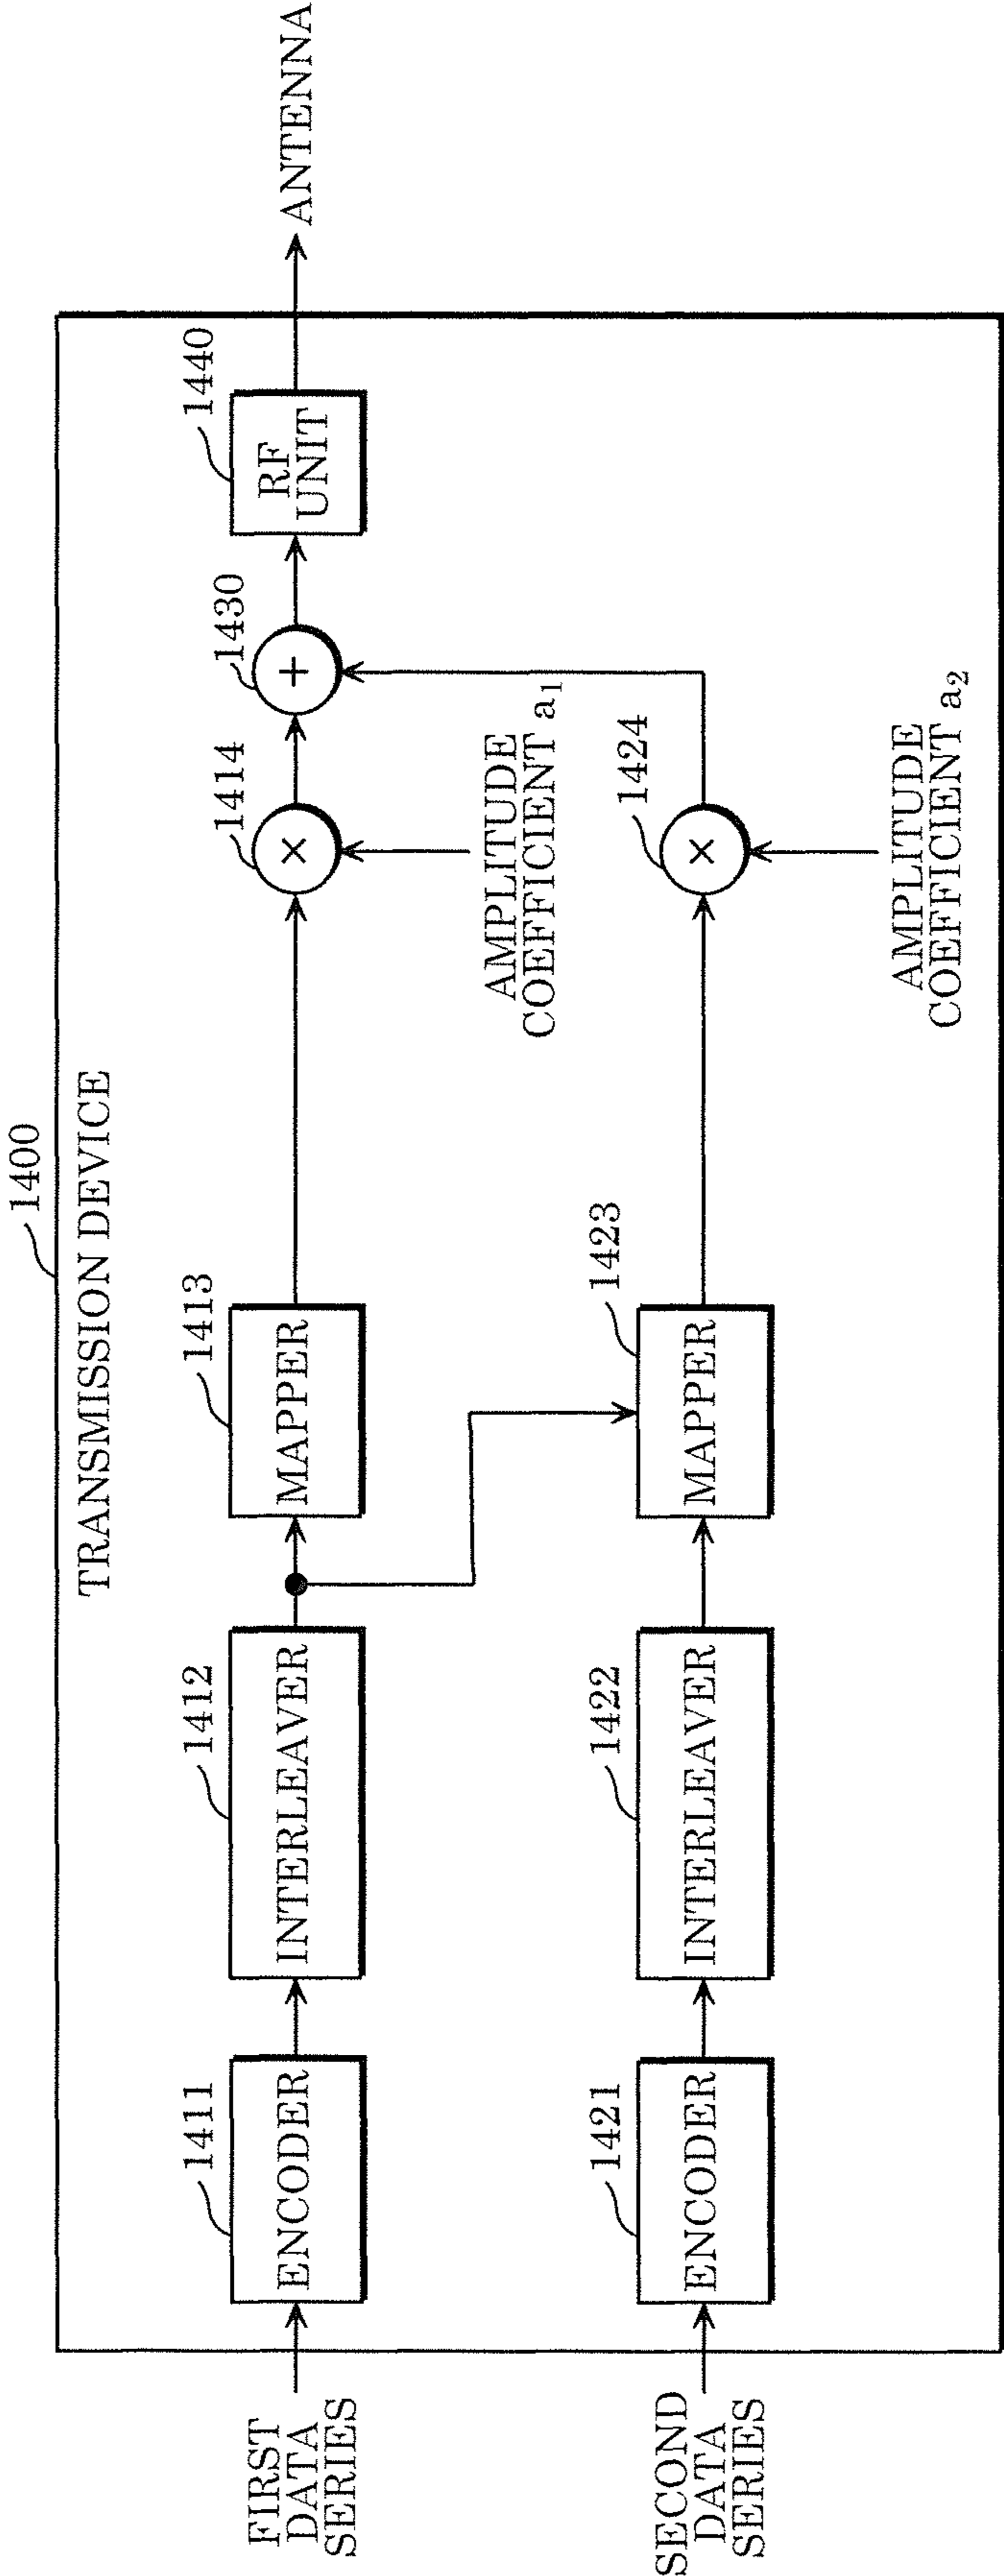 1400
TRANSMISSION DEVICE
FIRST
DATA
SERIES
1411
ENCODER
1412
INTERLEAVER
1413
MAPPER
1414
×
AMPLITUDE
COEFFICIENT a1
1430
+
1440
RF
UNIT
ANTENNA
SECOND
DATA
SERIES
1421
ENCODER
1422
INTERLEAVER
1423
MAPPER
1424
×
AMPLITUDE
COEFFICIENT a2